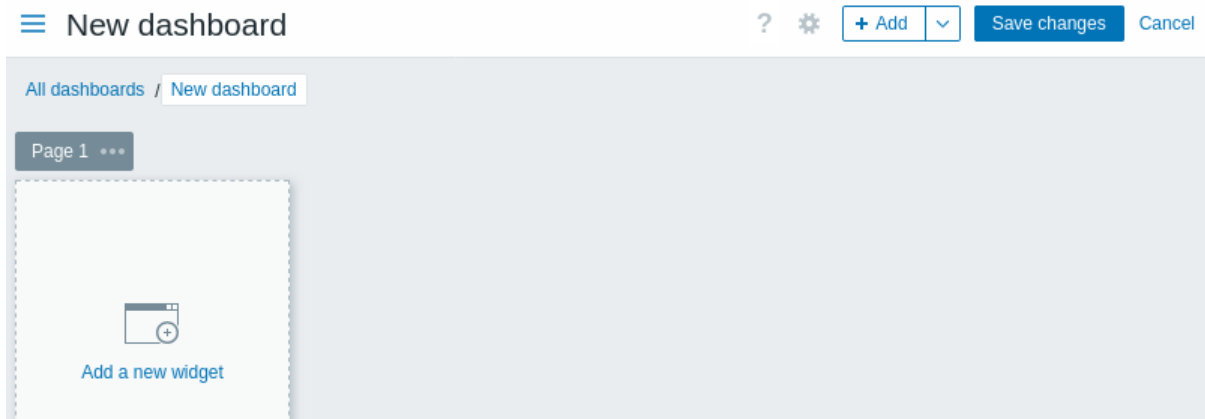 New dashboard ? + Add Save changes Cancel
All dashboards / New dashboard
Page 1 •••
Add a new widget